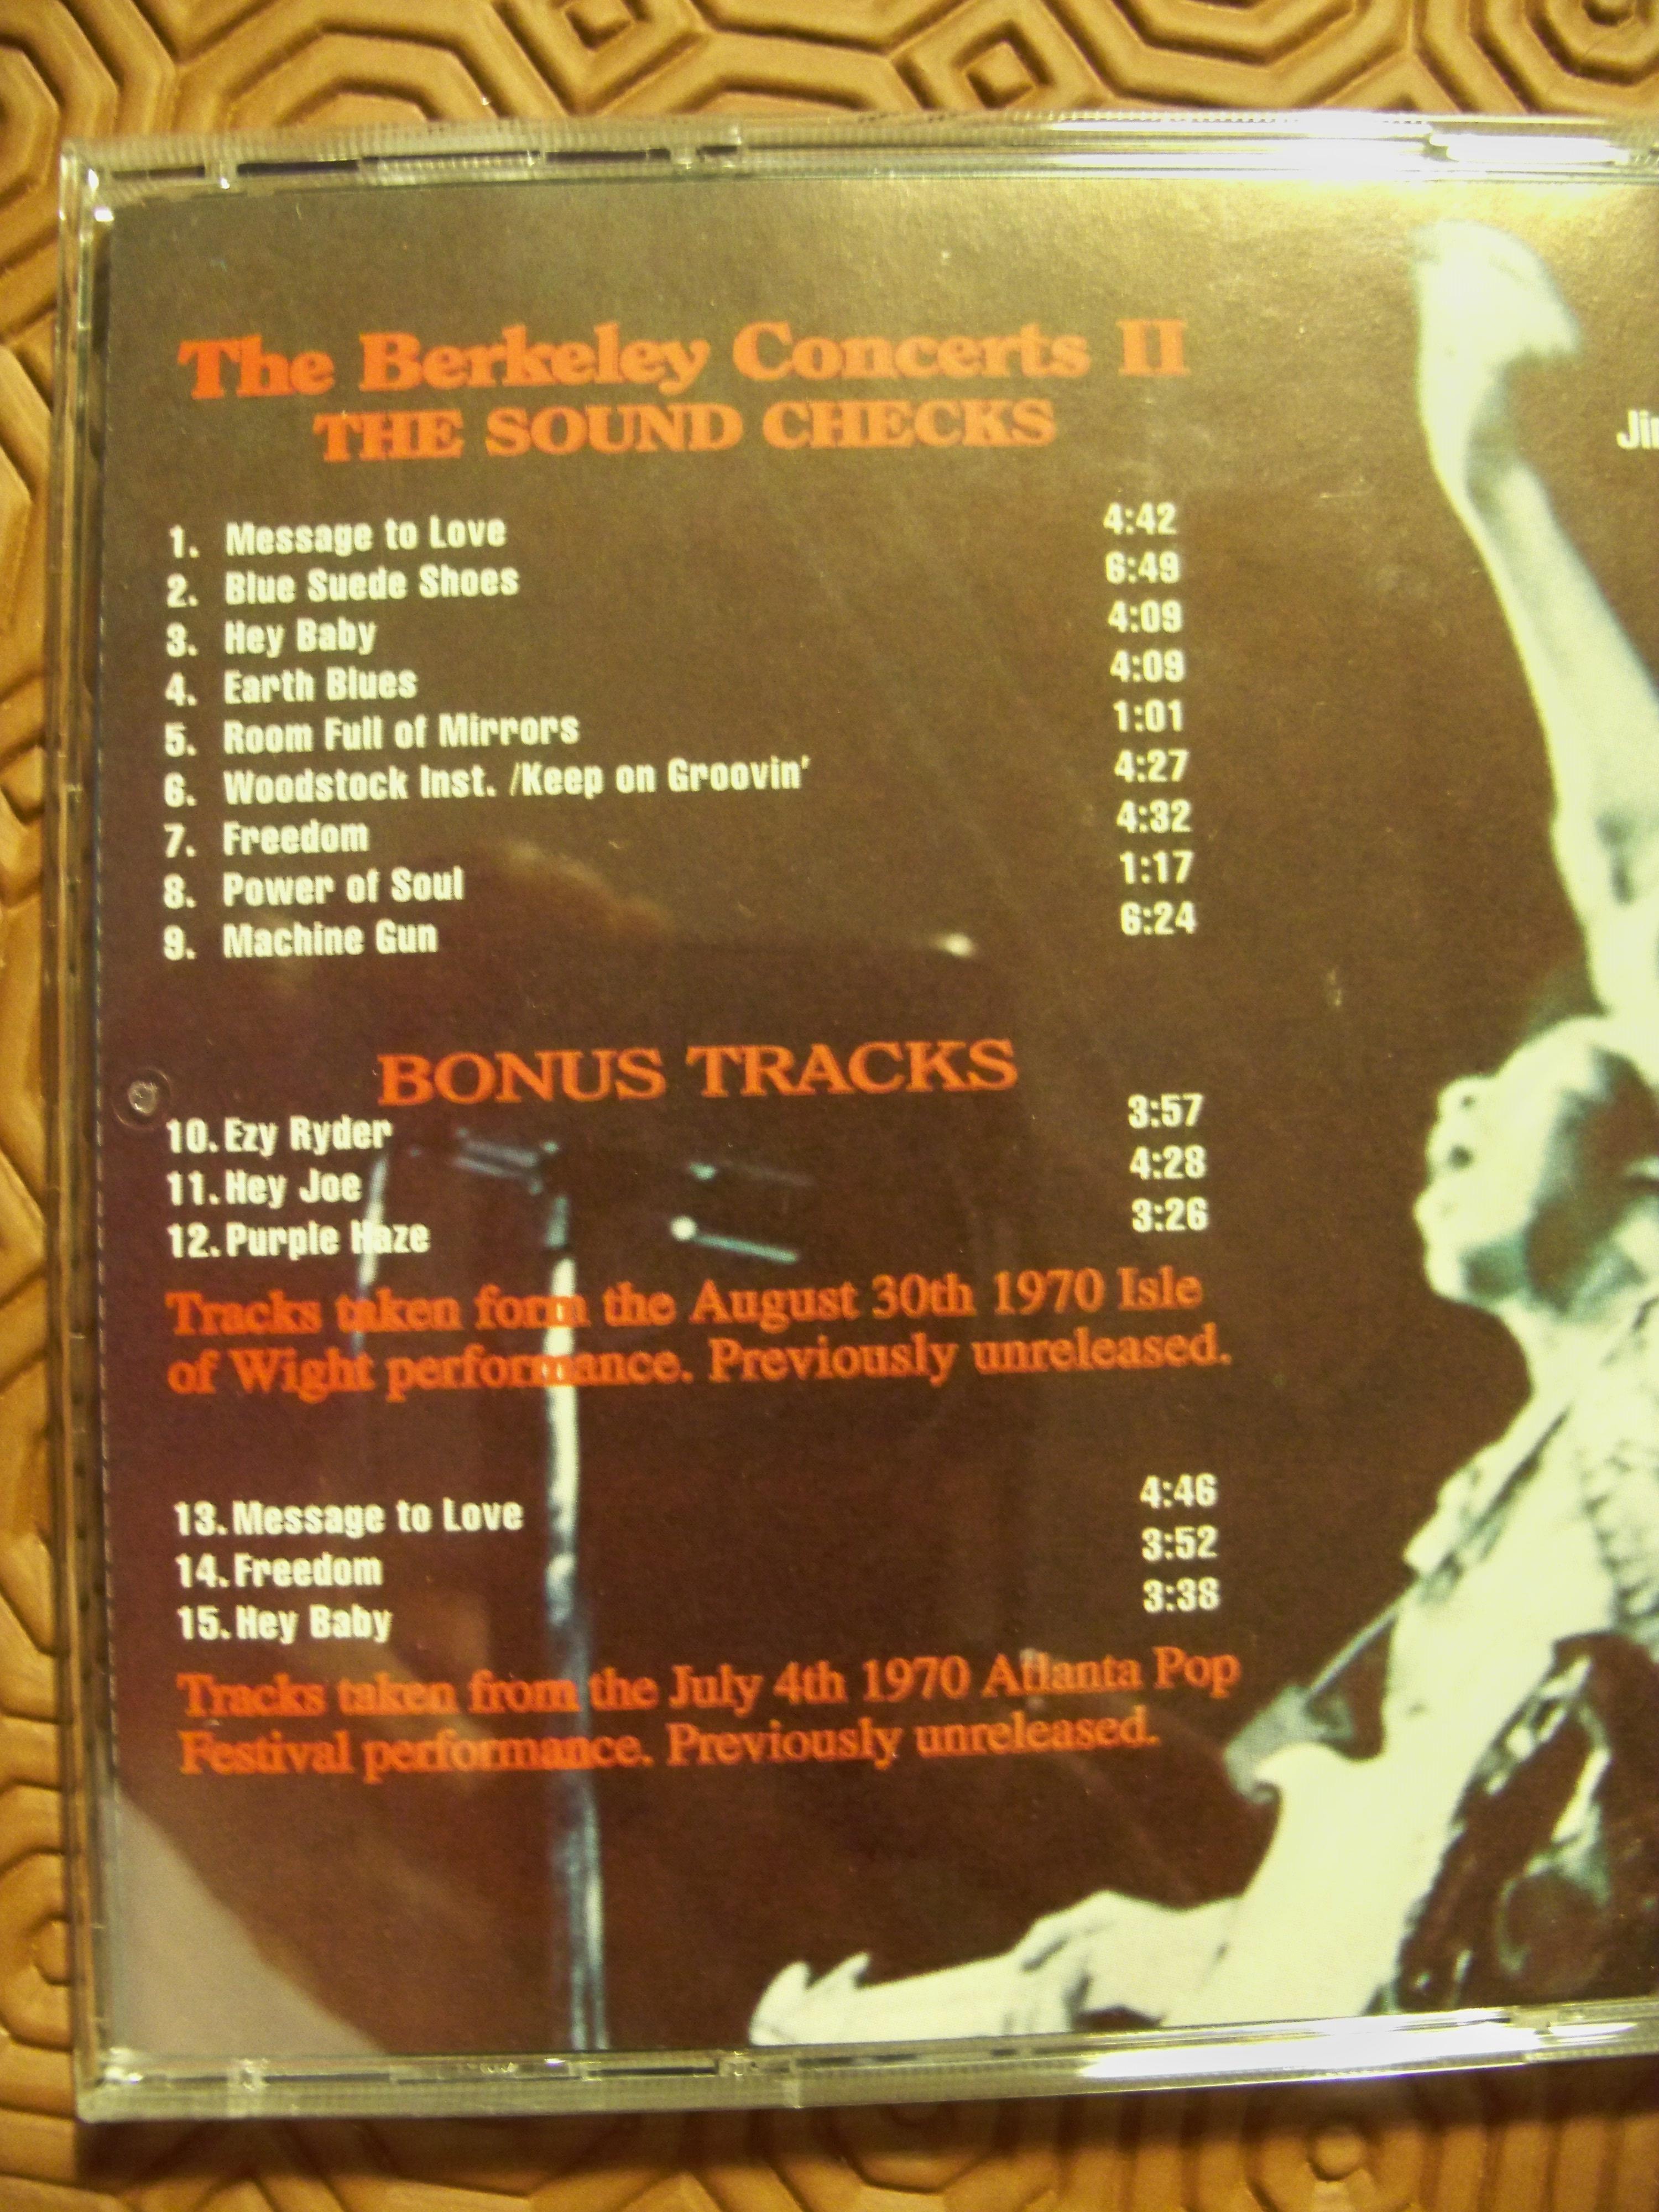 The Berkeley Concerts II
THE SOUND CHECKS
1. Message to Love 4:42
2. Blue Suede Shoes 6:49
3. Hey Baby 4:09
4. Earth Blues 4:09
5. Room Full of Mirrors 1:01
6. Woodstock Inst. /Keep on Groovin' 4:27
7. Freedom 4:32
8. Power of Soul 1:17
9. Machine Gun 6:24
BONUS TRACKS
10. Ezy Ryder 3:57
11. Hey Joe 4:28
12. Purple Haze 3:26
Tracks taken form the August 30th 1970 Isle
of Wight performance. Previously unreleased.
13. Message to Love 4:46
14. Freedom 3:52
15. Hey Baby 3:38
Tracks taken from the July 4th 1970 Atlanta Pop
Festival performance. Previously unreleased.